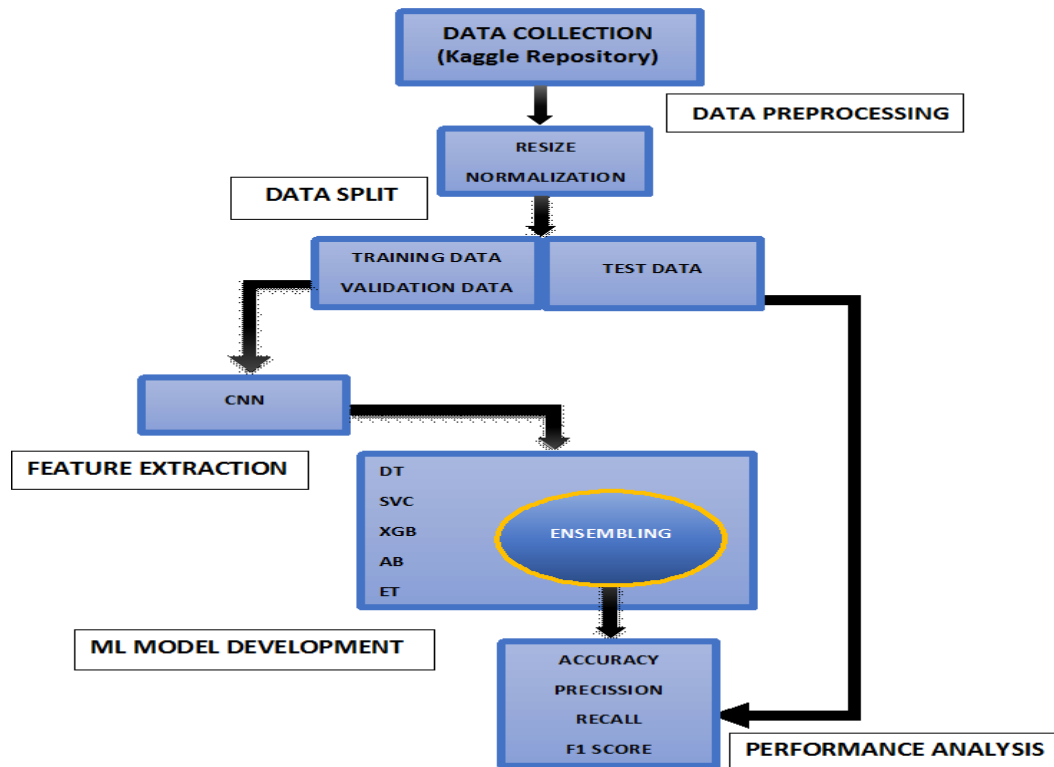 DATA COLLECTION
(Kaggle Repository)
DATA PREPROCESSING
RESIZE
NORMALIZATION
DATA SPLIT
TRAINING DATA
VALIDATION DATA
TEST DATA
CNN
FEATURE EXTRACTION
DT
SVC
XGB
AB
ET
ENSEMBLING
ML MODEL DEVELOPMENT
ACCURACY
PRECISSION
RECALL
F1 SCORE
PERFORMANCE ANALYSIS